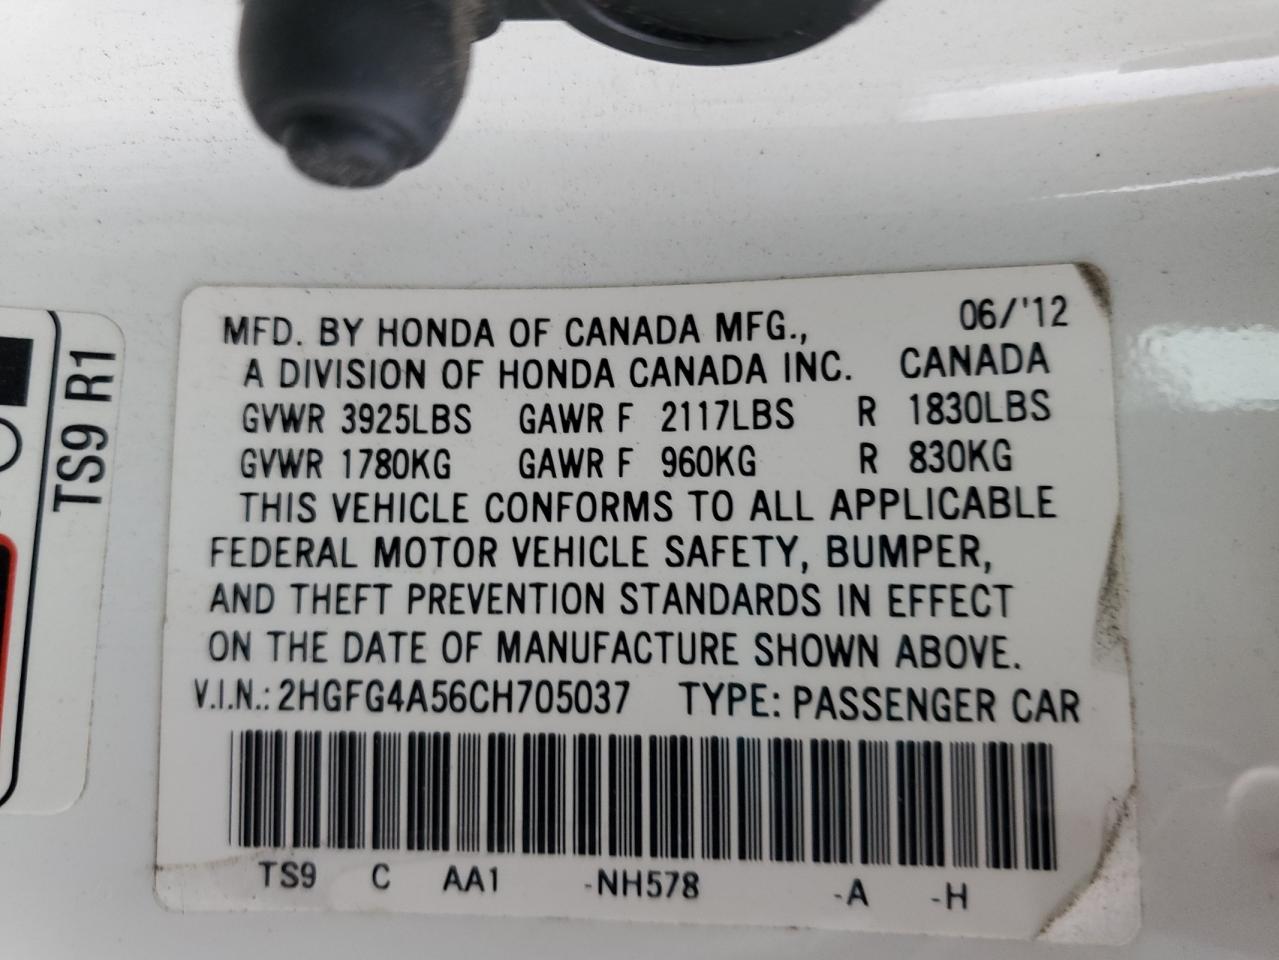 MFD. BY HONDA OF CANADA MFG., 06/'12
A DIVISION OF HONDA CANADA INC. CANADA
GVWR 3925LBS GAWR F 2117LBS R 1830LBS
GVWR 1780KG GAWR F 960KG R 830KG
THIS VEHICLE CONFORMS TO ALL APPLICABLE
FEDERAL MOTOR VEHICLE SAFETY, BUMPER,
AND THEFT PREVENTION STANDARDS IN EFFECT
ON THE DATE OF MANUFACTURE SHOWN ABOVE.
V.I.N.: 2HGFG4A56CH705037 TYPE: PASSENGER CAR
TS9 C AA1 -NH578 -A -H
TS9 R1